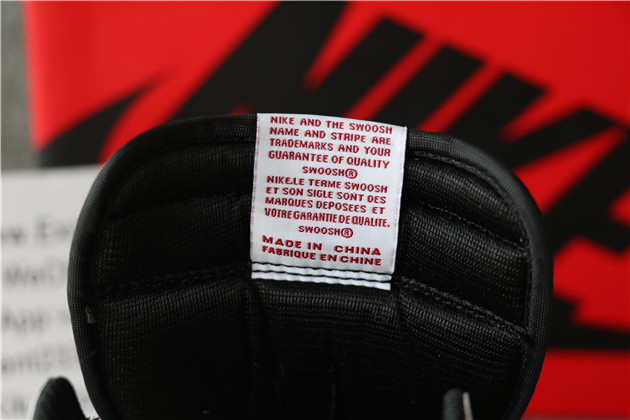 NIKE AND THE SWOOSH
NAME AND STRIPE ARE
TRADEMARKS AND YOUR
GUARANTEE OF QUALITY
SWOOSH®
NIKE.LE TERME SWOOSH
ET SON SIGLE SONT DES
MARQUES DEPOSEES ET
VOTRE GARANTIE DE QUALITE.
SWOOSH®
MADE IN CHINA
FABRIQUE EN CHINE
NIKE